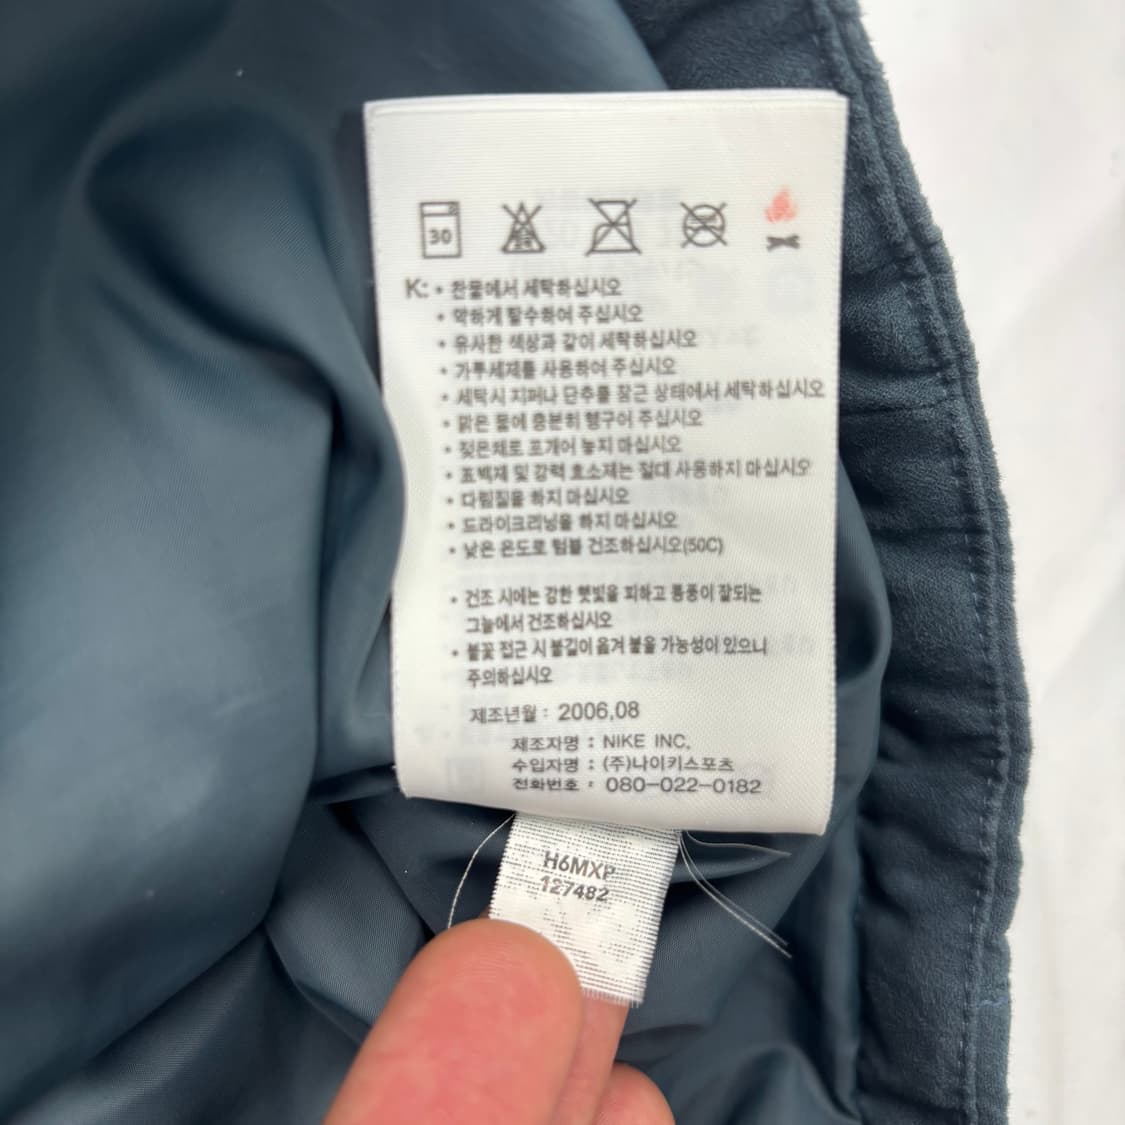 30
K: • 찬물에서 세탁하십시오
• 약하게 탈수하여 주십시오
• 유사한 색상과 같이 세탁하십시오
• 가루세제를 사용하여 주십시오
• 세탁시 지퍼나 단추를 잠근 상태에서 세탁하십시오
• 맑은 물에 충분히 헹구어 주십시오
• 젖은채로 포개어 놓지 마십시오
• 표백제 및 강력 효소제는 절대 사용하지 마십시오
• 다림질을 하지 마십시오
• 드라이크리닝을 하지 마십시오
• 낮은 온도로 텀블 건조하십시오(50C)
• 건조 시에는 강한 햇빛을 피하고 통풍이 잘되는
그늘에서 건조하십시오
• 불꽃 접근 시 불길이 옮겨 붙을 가능성이 있으니
주의하십시오
제조년월 : 2006.08
제조자명 : NIKE INC.
수입자명 : (주)나이키스포츠
전화번호 : 080-022-0182
H6MXP
127482